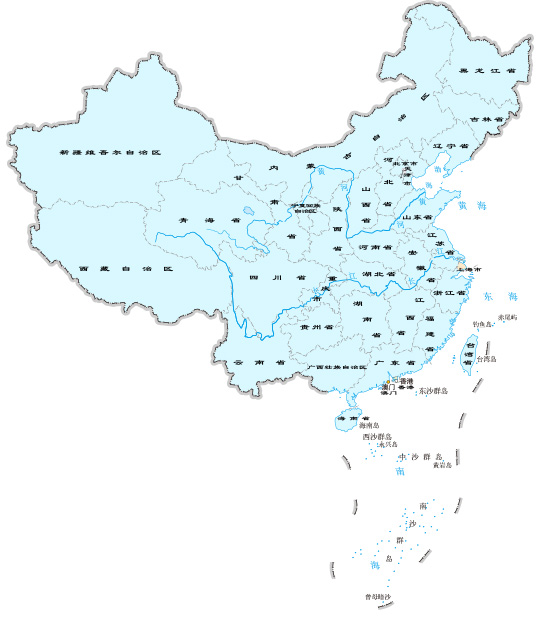 黑龙江省
吉林省
辽宁省
内蒙古自治区
新疆维吾尔自治区
甘肃省
宁夏回族
自治区
北京市
天津市
河北省
渤海
山西省
黄河
陕西省
山东省
黄海
青海省
河南省
江苏省
西藏自治区
四川省
重庆市
湖北省
安徽省
上海市
长江
浙江省
东海
湖南省
江西省
福建省
贵州省
钓鱼岛
赤尾屿
台湾省
台湾岛
云南省
广西壮族自治区
广东省
香港
香港
澳门
澳门
东沙群岛
海南省
海南岛
西沙群岛
永兴岛
中沙群岛
黄岩岛
南海
南沙群岛
曾母暗沙